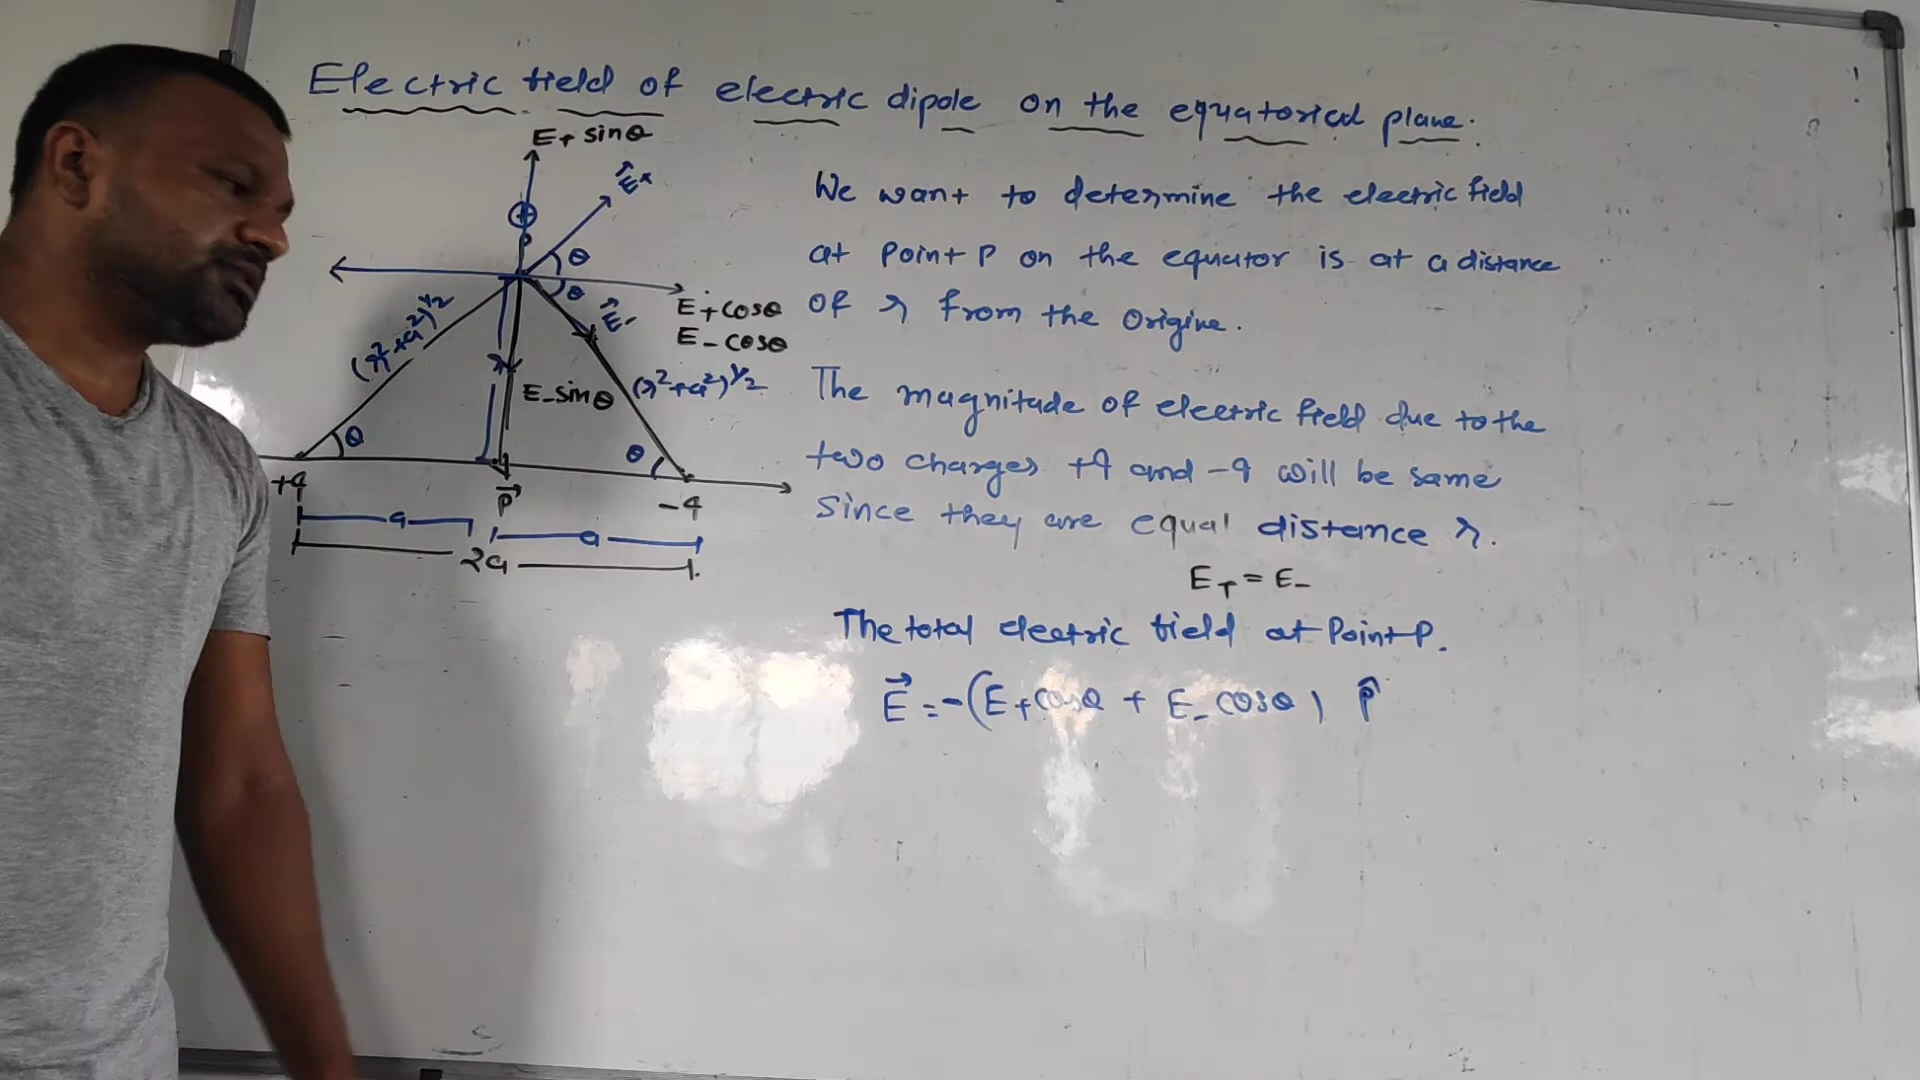 Electric field of electric dipole on the equatorical plane.
E+ sinθ
E⃗+
P
θ
θ
E⃗-
E+cosθ
E-cosθ
(r²+a²)^1/2
r
E-sinθ
(r²+a²)^1/2
θ
θ
+q
p⃗
-q
a
a
2a
We want to determine the electric field
at point P on the equator is at a distance
of r from the origine.
The magnitude of electric field due to the
two charges +q and -q will be same
since they are equal distance r.
E+ = E-
The total electric field at Point P.
E⃗ = -(E+cosθ + E-cosθ) p̂